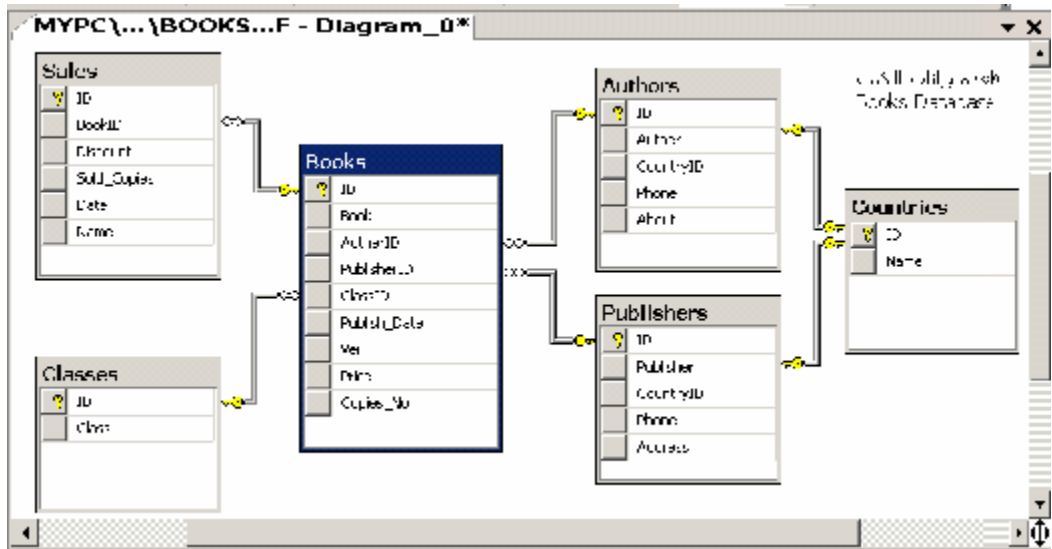 MYPC\...\BOOKS...F - Diagram_0*
Sales
ID
BookID
Discount
Sold_Copies
Date
Name
Classes
ID
Class
Books
ID
Book
AutherID
PublisherID
ClassID
Publish_Date
Ver
Price
Copies_No
Authors
ID
Auther
CountryID
Phone
About
Publishers
ID
Publisher
CountryID
Phone
Address
Books Database
Countries
ID
Name